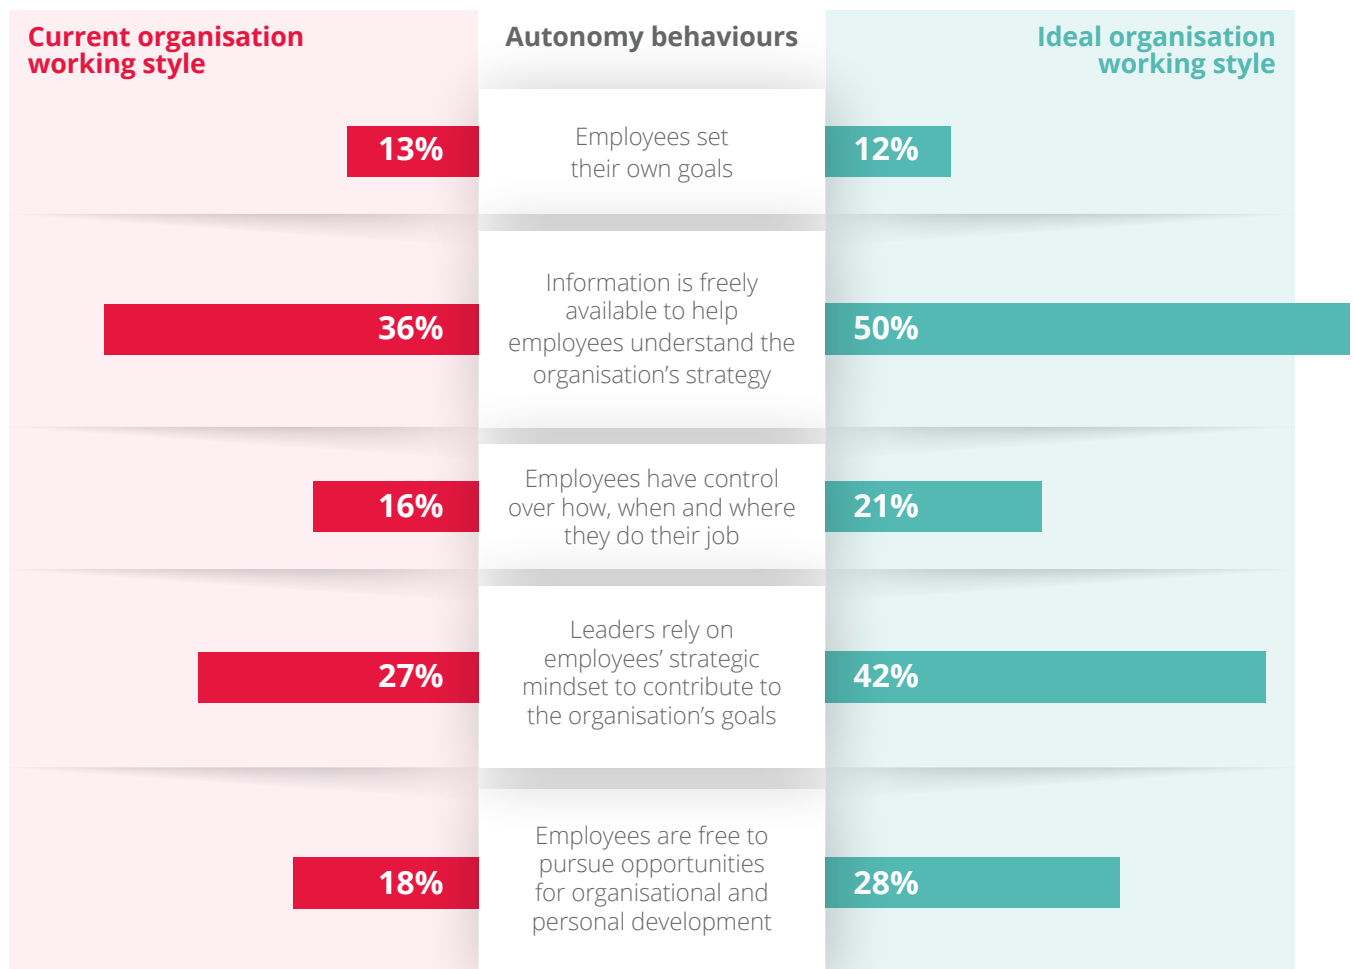 Current organisation
working style
Autonomy behaviours
Ideal organisation
working style
13%
Employees set
their own goals
12%
36%
Information is freely
available to help
employees understand the
organisation’s strategy
50%
16%
Employees have control
over how, when and where
they do their job
21%
27%
Leaders rely on
employees’ strategic
mindset to contribute to
the organisation’s goals
42%
18%
Employees are free to
pursue opportunities
for organisational and
personal development
28%